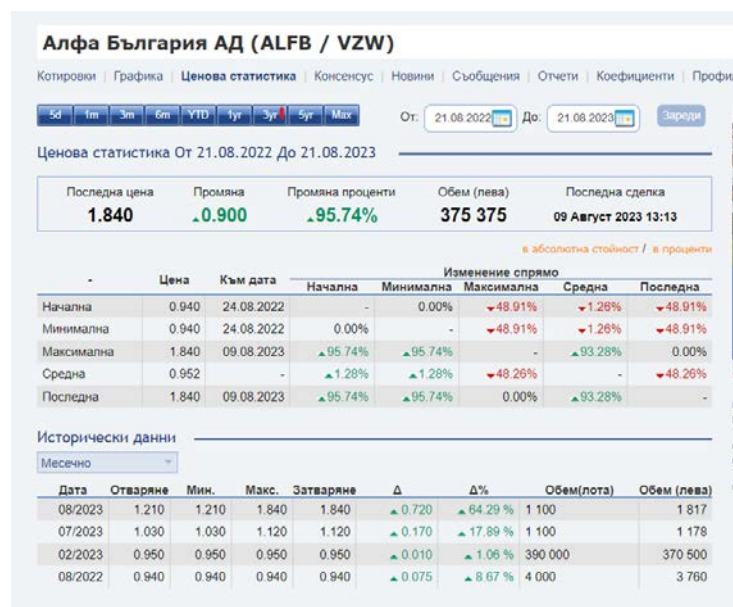 Алфа България АД (ALFB / VZW)
Котировки | Графика | Ценова статистика | Консенсус | Новини | Съобщения | Отчети | Коефициенти |
5d 1m 3m 6m YTD 1yr 3yr 5yr Max От: 21.08.2022 До: 21.08.2023 Зареди
Ценова статистика От 21.08.2022 До 21.08.2023
Последна цена Промяна Промяна проценти Обем (лева) Последна сделка
1.840 ▲0.900 ▲95.74% 375 375 09 Август 2023 13:13
в абсолютна стойност / в проценти
Изменение спрямо
- Цена Към дата Начална Минимална Максимална Средна Последна
Начална 0.940 24.08.2022 - 0.00% ▼48.91% ▼1.26% ▼48.91%
Минимална 0.940 24.08.2022 0.00% - ▼48.91% ▼1.26% ▼48.91%
Максимална 1.840 09.08.2023 ▲95.74% ▲95.74% - ▲93.28% 0.00%
Средна 0.952 - ▲1.28% ▲1.28% ▼48.26% - ▼48.26%
Последна 1.840 09.08.2023 ▲95.74% ▲95.74% 0.00% ▲93.28% -
Исторически данни
Месечно
Дата Отваряне Мин. Макс. Затваряне Δ Δ% Обем(лота) Обем (лева)
08/2023 1.210 1.210 1.840 1.840 ▲ 0.720 ▲ 64.29 % 1 100 1 817
07/2023 1.030 1.030 1.120 1.120 ▲ 0.170 ▲ 17.89 % 1 100 1 178
02/2023 0.950 0.950 0.950 0.950 ▲ 0.010 ▲ 1.06 % 390 000 370 500
08/2022 0.940 0.940 0.940 0.940 ▲ 0.075 ▲ 8.67 % 4 000 3 760